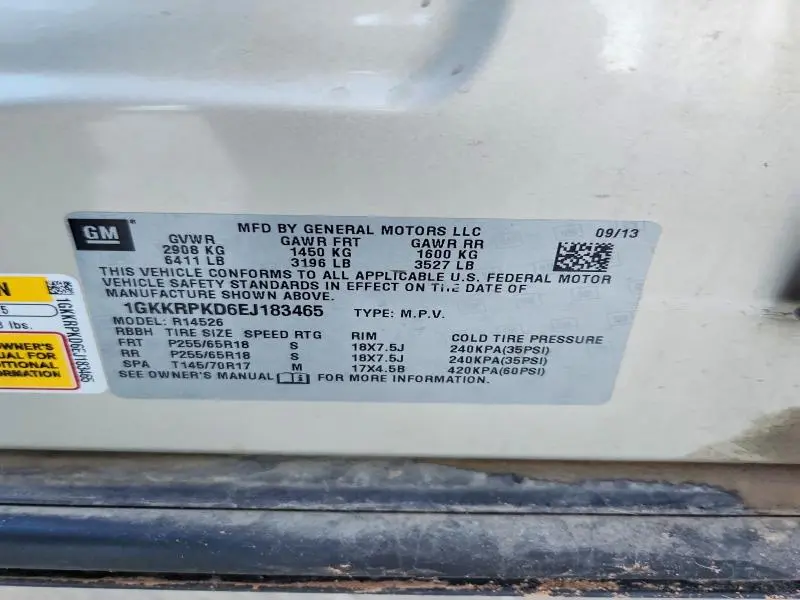 GM
MFD BY GENERAL MOTORS LLC
09/13
GVWR GAWR FRT GAWR RR
2908 KG 1450 KG 1600 KG
6411 LB 3196 LB 3527 LB
THIS VEHICLE CONFORMS TO ALL APPLICABLE U.S. FEDERAL MOTOR
VEHICLE SAFETY STANDARDS IN EFFECT ON THE DATE OF
MANUFACTURE SHOWN ABOVE.
1GKKRPKD6EJ183465 TYPE: M.P.V.
MODEL: R14526
RBBH TIRE SIZE SPEED RTG RIM COLD TIRE PRESSURE
FRT P255/65R18 S 18X7.5J 240KPA(35PSI)
RR P255/65R18 S 18X7.5J 240KPA(35PSI)
SPA T145/70R17 M 17X4.5B 420KPA(60PSI)
SEE OWNER'S MANUAL i FOR MORE INFORMATION.
N
5
lbs.
1GKKRPKD6EJ183465
WNER'S
UAL FOR
ITIONAL
RMATION